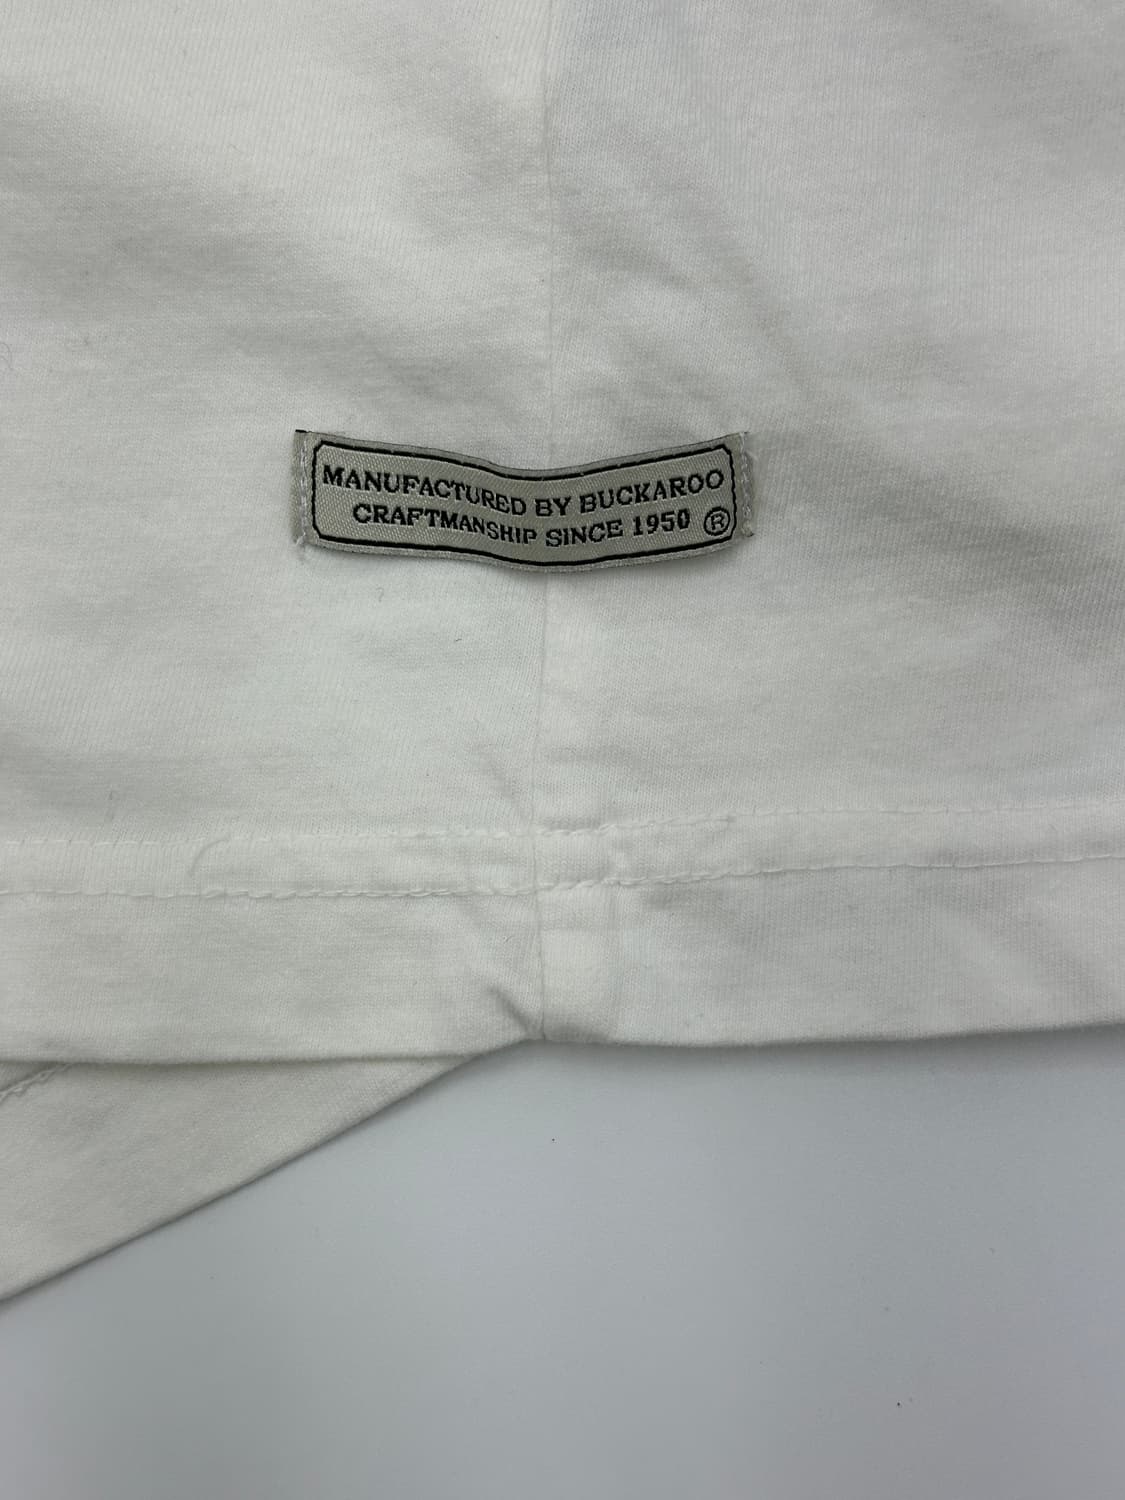 MANUFACTURED BY BUCKAROO
CRAFTMANSHIP SINCE 1950 ®